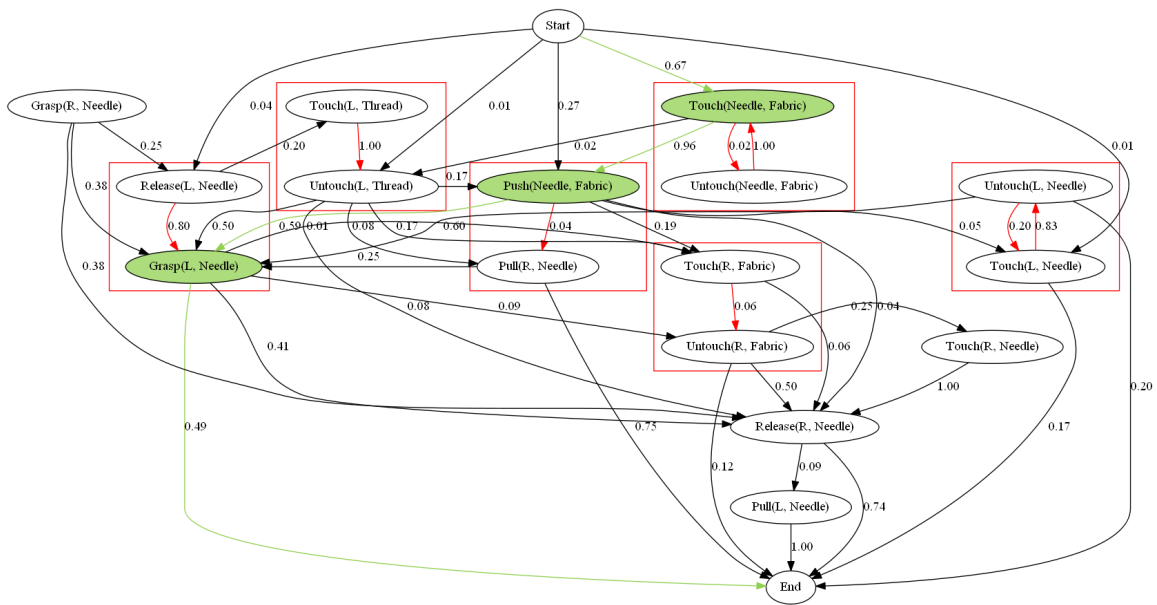 Start
0.67
Grasp(R, Needle)
0.04
Touch(L, Thread)
0.01
0.27
Touch(Needle, Fabric)
0.25
0.20
1.00
0.02
0.96
0.02
1.00
0.01
0.38
Release(L, Needle)
Untouch(L, Thread)
0.17
Push(Needle, Fabric)
Untouch(Needle, Fabric)
Untouch(L, Needle)
0.80
0.50
0.59
0.01
0.08
0.17
0.60
0.04
0.19
0.05
0.20
0.83
0.38
Grasp(L, Needle)
0.25
Pull(R, Needle)
Touch(R, Fabric)
Touch(L, Needle)
0.08
0.09
0.06
0.25
0.04
0.41
Untouch(R, Fabric)
0.06
Touch(R, Needle)
0.50
1.00
0.20
0.49
0.75
Release(R, Needle)
0.17
0.12
0.09
0.74
Pull(L, Needle)
1.00
End